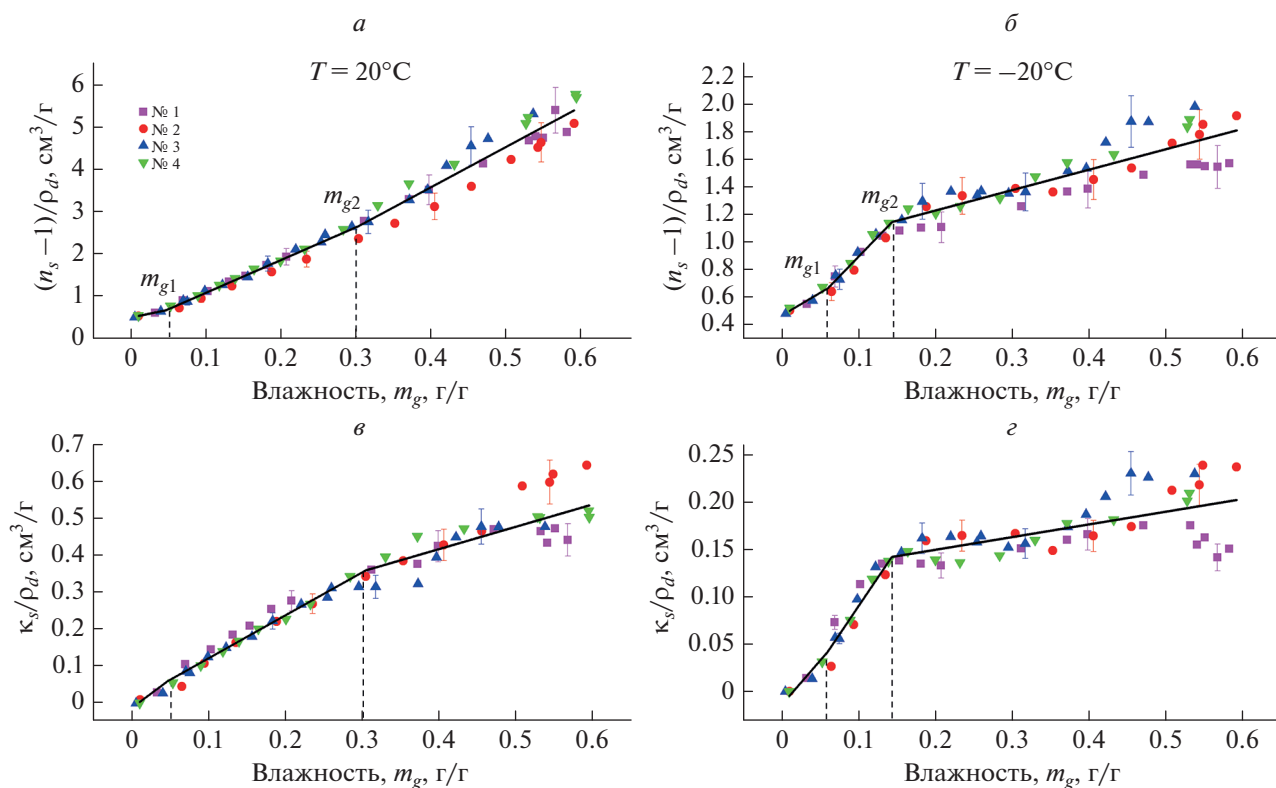 а
T = 20°C
(n_s −1)/ρ_d, см³/г
6
5
4
3
2
1
0
№ 1
№ 2
№ 3
№ 4
m_g1
m_g2
0 0.1 0.2 0.3 0.4 0.5 0.6
Влажность, m_g, г/г
б
T = −20°C
(n_s −1)/ρ_d, см³/г
2.2
2.0
1.8
1.6
1.4
1.2
1.0
0.8
0.6
0.4
m_g2
m_g1
0 0.1 0.2 0.3 0.4 0.5 0.6
Влажность, m_g, г/г
в
κ_s/ρ_d, см³/г
0.7
0.6
0.5
0.4
0.3
0.2
0.1
0
0 0.1 0.2 0.3 0.4 0.5 0.6
Влажность, m_g, г/г
г
κ_s/ρ_d, см³/г
0.25
0.20
0.15
0.10
0.05
0
0 0.1 0.2 0.3 0.4 0.5 0.6
Влажность, m_g, г/г